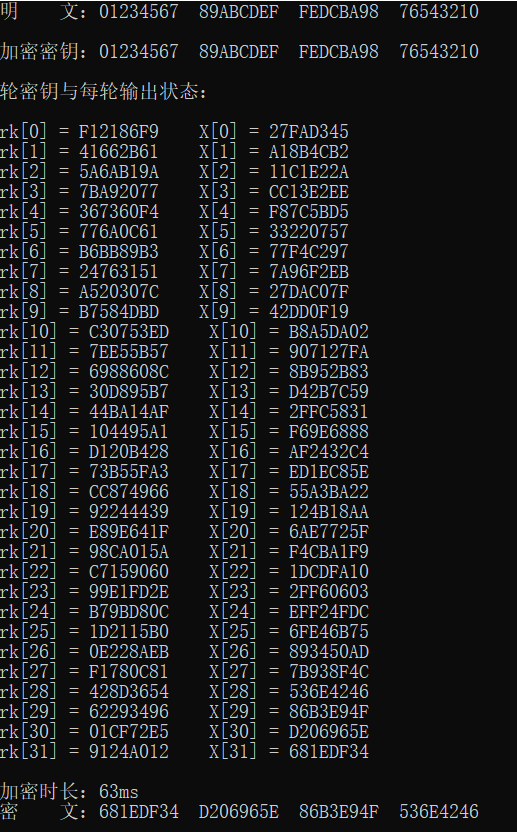 明    文：01234567  89ABCDEF  FEDCBA98  76543210
加密密钥：01234567  89ABCDEF  FEDCBA98  76543210
轮密钥与每轮输出状态：
rk[0] = F12186F9    X[0] = 27FAD345
rk[1] = 41662B61    X[1] = A18B4CB2
rk[2] = 5A6AB19A    X[2] = 11C1E22A
rk[3] = 7BA92077    X[3] = CC13E2EE
rk[4] = 367360F4    X[4] = F87C5BD5
rk[5] = 776A0C61    X[5] = 33220757
rk[6] = B6BB89B3    X[6] = 77F4C297
rk[7] = 24763151    X[7] = 7A96F2EB
rk[8] = A520307C    X[8] = 27DAC07F
rk[9] = B7584DBD    X[9] = 42DD0F19
rk[10] = C30753ED    X[10] = B8A5DA02
rk[11] = 7EE55B57    X[11] = 907127FA
rk[12] = 6988608C    X[12] = 8B952B83
rk[13] = 30D895B7    X[13] = D42B7C59
rk[14] = 44BA14AF    X[14] = 2FFC5831
rk[15] = 104495A1    X[15] = F69E6888
rk[16] = D120B428    X[16] = AF2432C4
rk[17] = 73B55FA3    X[17] = ED1EC85E
rk[18] = CC874966    X[18] = 55A3BA22
rk[19] = 92244439    X[19] = 124B18AA
rk[20] = E89E641F    X[20] = 6AE7725F
rk[21] = 98CA015A    X[21] = F4CBA1F9
rk[22] = C7159060    X[22] = 1DCDFA10
rk[23] = 99E1FD2E    X[23] = 2FF60603
rk[24] = B79BD80C    X[24] = EFF24FDC
rk[25] = 1D2115B0    X[25] = 6FE46B75
rk[26] = 0E228AEB    X[26] = 893450AD
rk[27] = F1780C81    X[27] = 7B938F4C
rk[28] = 428D3654    X[28] = 536E4246
rk[29] = 62293496    X[29] = 86B3E94F
rk[30] = 01CF72E5    X[30] = D206965E
rk[31] = 9124A012    X[31] = 681EDF34
加密时长：63ms
密    文：681EDF34  D206965E  86B3E94F  536E4246